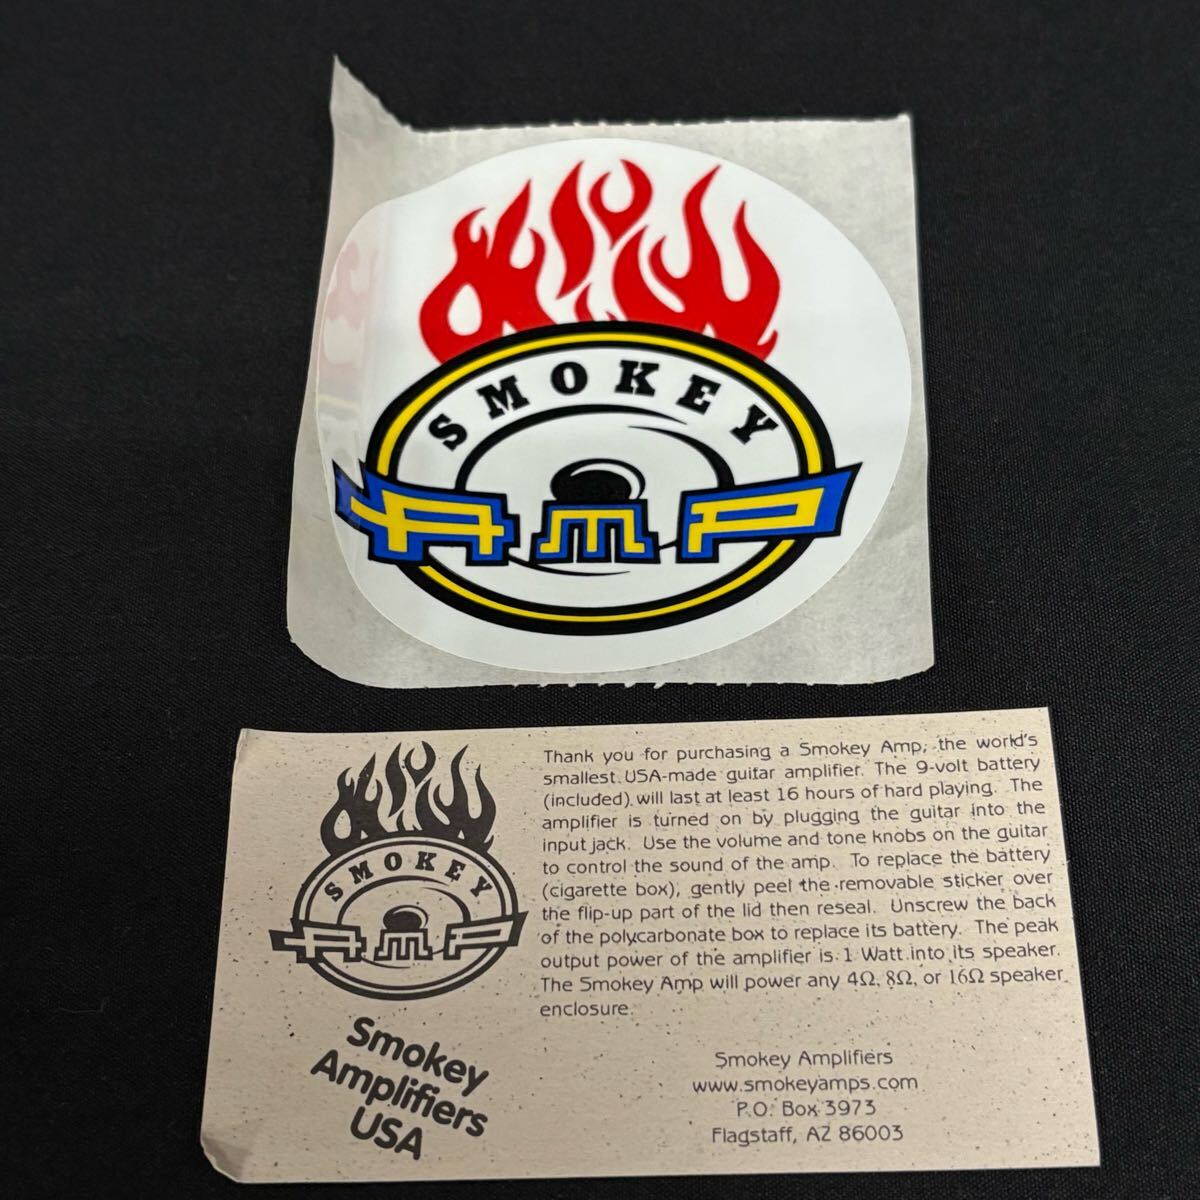 SMOKEY
AMP
Thank you for purchasing a Smokey Amp, the world's
smallest USA-made guitar amplifier. The 9-volt battery
(included) will last at least 16 hours of hard playing. The
amplifier is turned on by plugging the guitar into the
input jack. Use the volume and tone knobs on the guitar
to control the sound of the amp. To replace the battery
(cigarette box), gently peel the removable sticker over
the flip-up part of the lid then reseal. Unscrew the back
of the polycarbonate box to replace its battery. The peak
output power of the amplifier is 1 Watt into its speaker.
The Smokey Amp will power any 4Ω, 8Ω, or 16Ω speaker
enclosure.
SMOKEY
AMP
Smokey
Amplifiers
USA
Smokey Amplifiers
www.smokeyamps.com
P.O. Box 3973
Flagstaff, AZ 86003